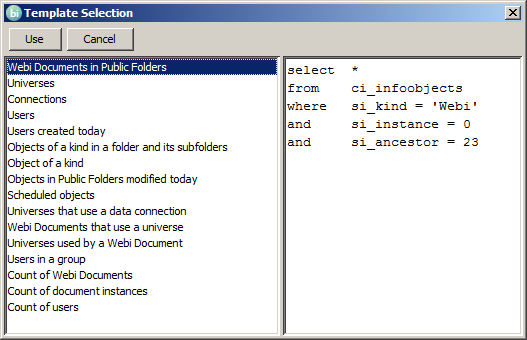 bi Template Selection
Use Cancel
Webi Documents in Public Folders
Universes
Connections
Users
Users created today
Objects of a kind in a folder and its subfolders
Object of a kind
Objects in Public Folders modified today
Scheduled objects
Universes that use a data connection
Webi Documents that use a universe
Universes used by a Webi Document
Users in a group
Count of Webi Documents
Count of document instances
Count of users
select *
from ci_infoobjects
where si_kind = 'Webi'
and si_instance = 0
and si_ancestor = 23